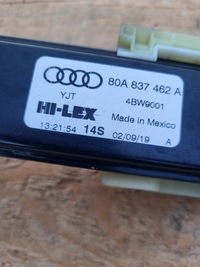 80A 837 462 A
YJT
4BW9001
HI-LEX
Made in Mexico
13:21:54 14S 02/09/19 A